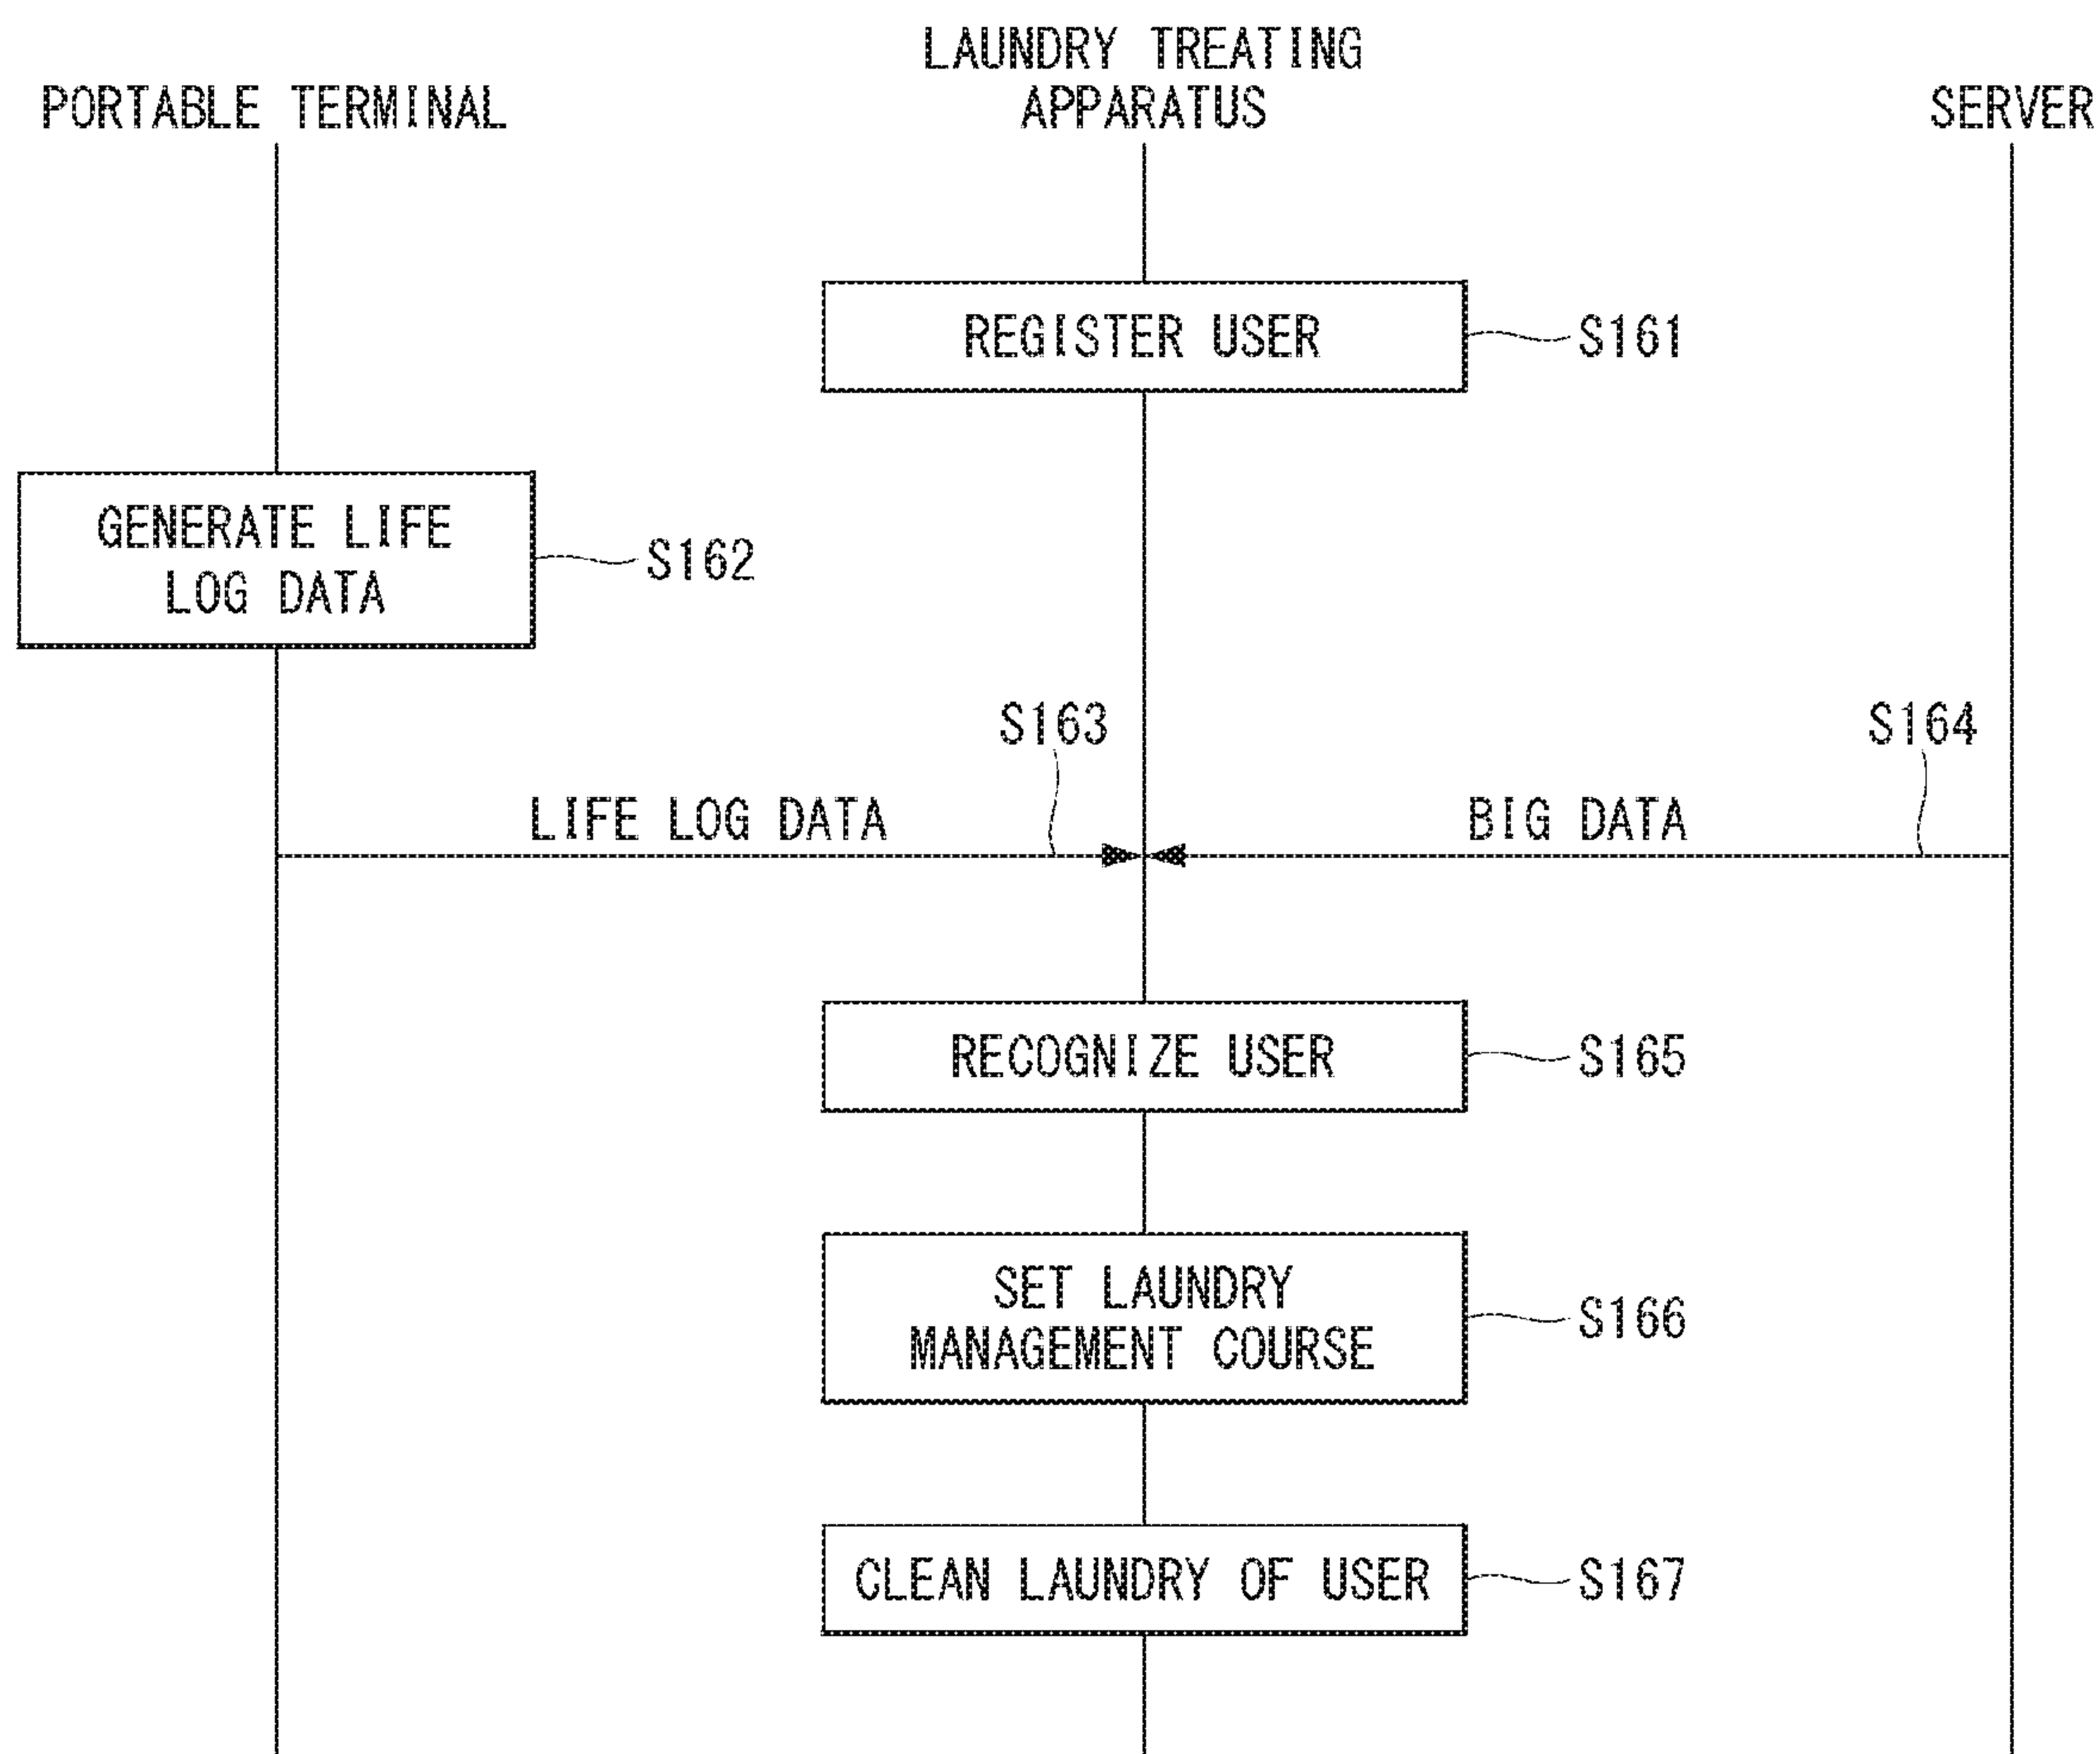 LAUNDRY TREATING
APPARATUS
PORTABLE TERMINAL
SERVER
REGISTER USER
S161
GENERATE LIFE
LOG DATA
S162
S163
S164
LIFE LOG DATA
BIG DATA
RECOGNIZE USER
S165
SET LAUNDRY
MANAGEMENT COURSE
S166
CLEAN LAUNDRY OF USER
S167